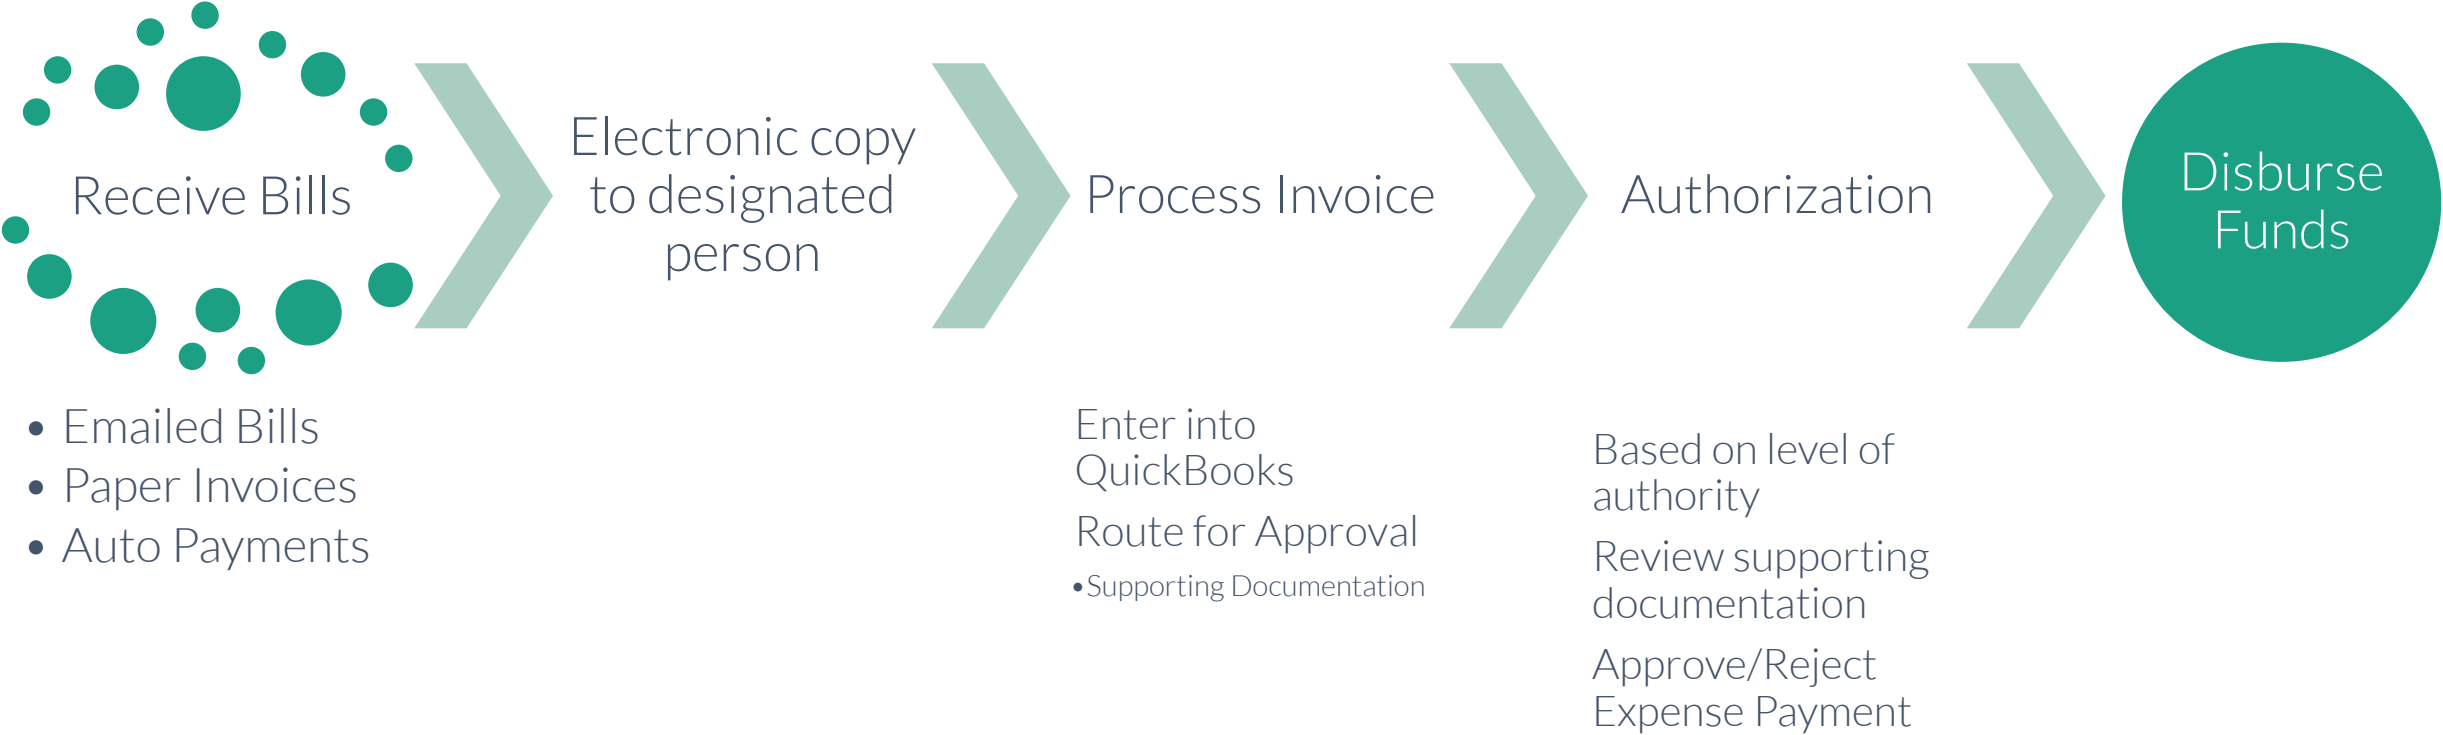 Receive Bills
Electronic copy
to designated
person
Process Invoice
Authorization
Disburse
Funds
• Emailed Bills
• Paper Invoices
• Auto Payments
Enter into
QuickBooks
Route for Approval
• Supporting Documentation
Based on level of
authority
Review supporting
documentation
Approve/Reject
Expense Payment